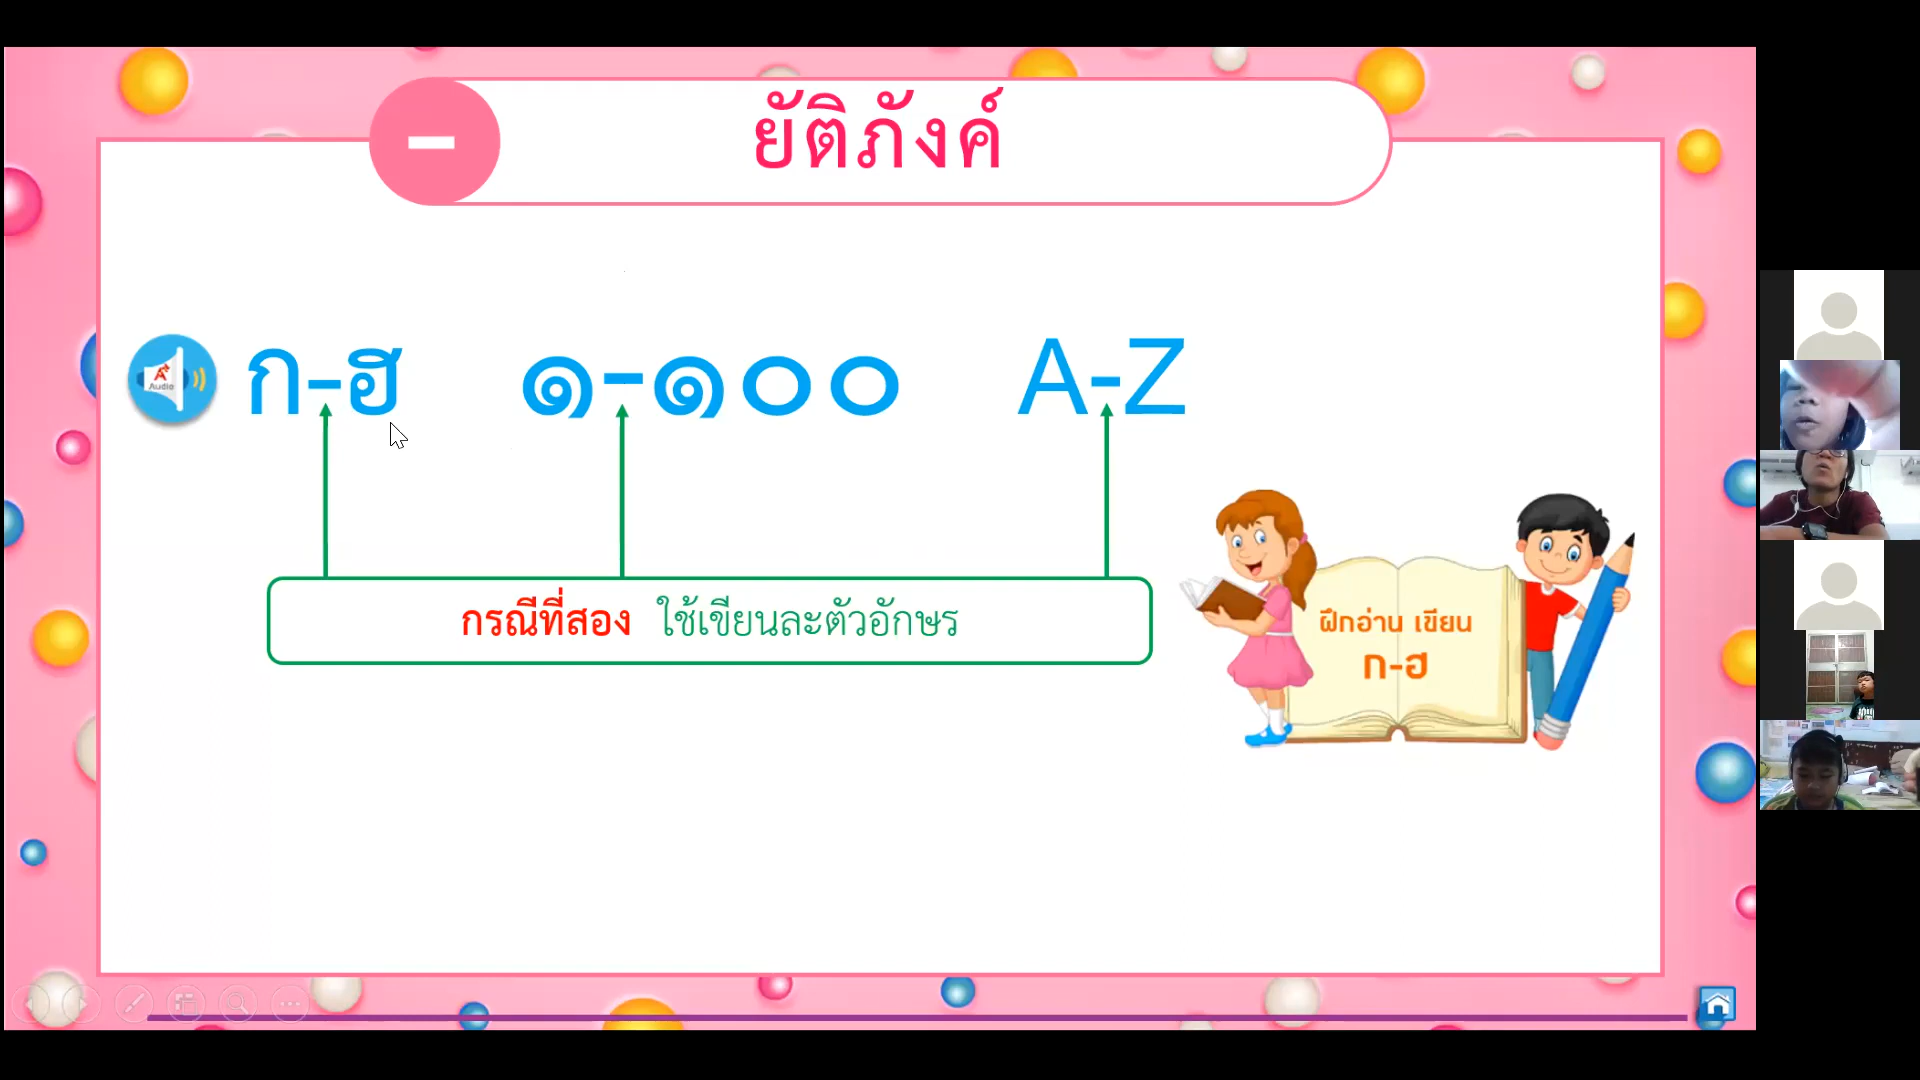 -
ยัติภังค์
A Audio
ก-ฮ ๑-๑๐๐ A-Z
กรณีที่สอง ใช้เขียนละตัวอักษร
ฝึกอ่าน เขียน
ก-ฮ